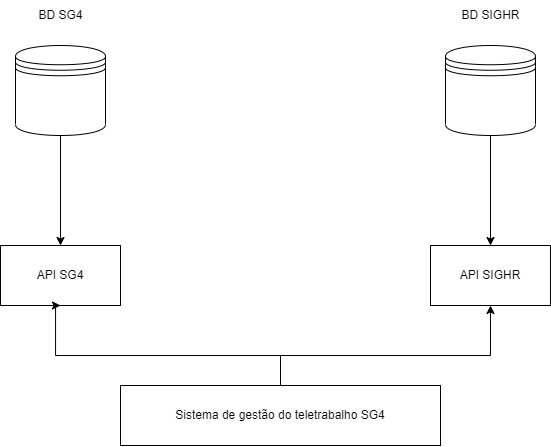 BD SG4
BD SIGHR
API SG4
API SIGHR
Sistema de gestão do teletrabalho SG4